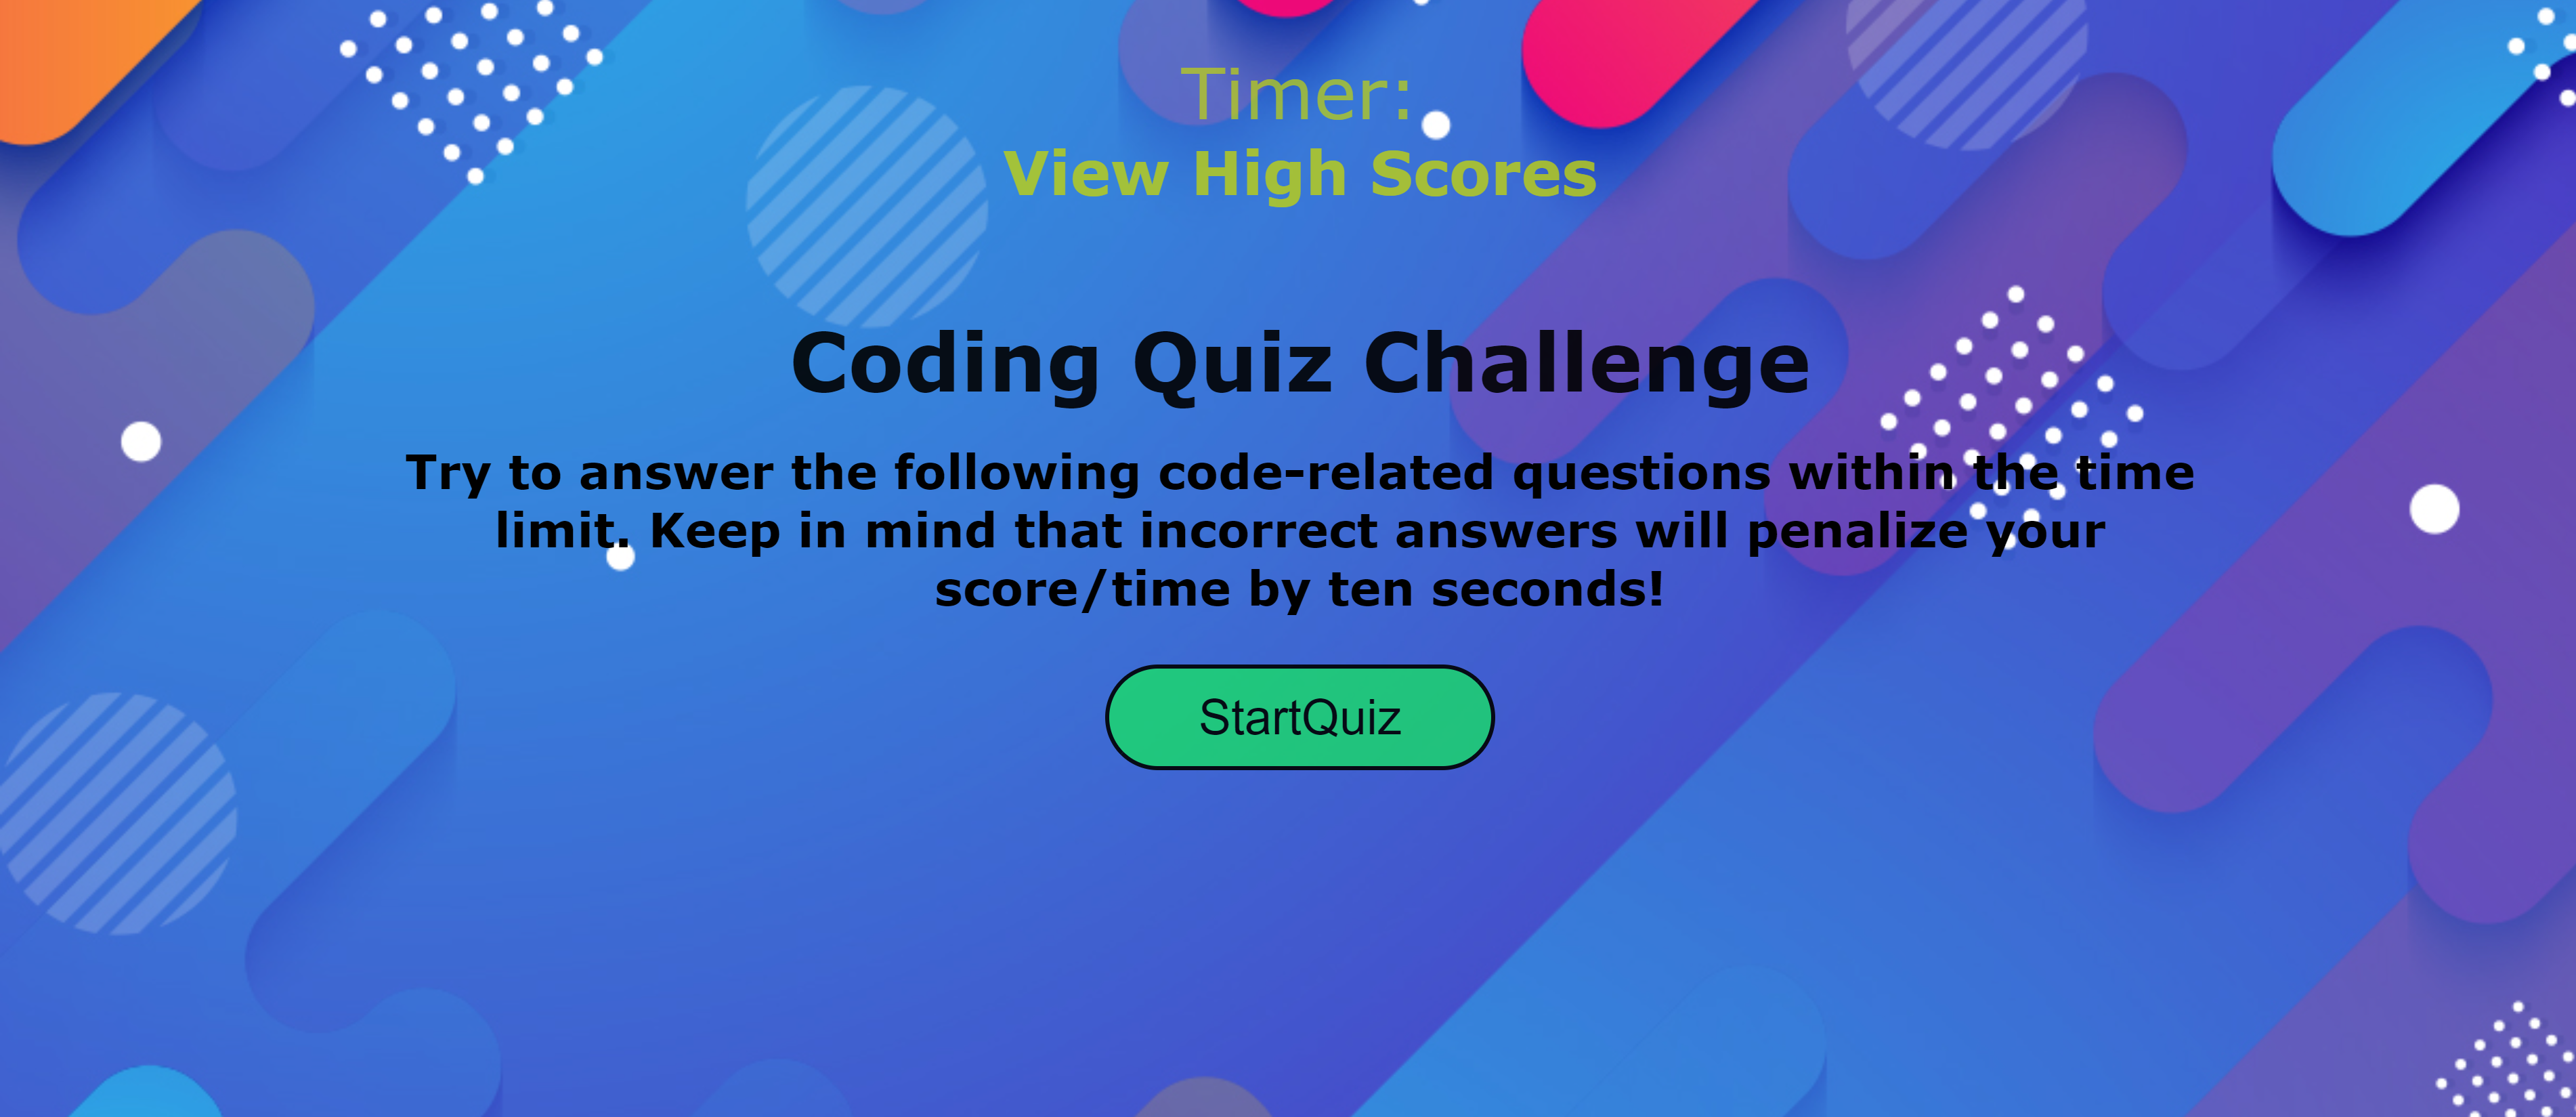 Timer:
View High Scores
Coding Quiz Challenge
Try to answer the following code-related questions within the time
limit. Keep in mind that incorrect answers will penalize your
score/time by ten seconds!
StartQuiz